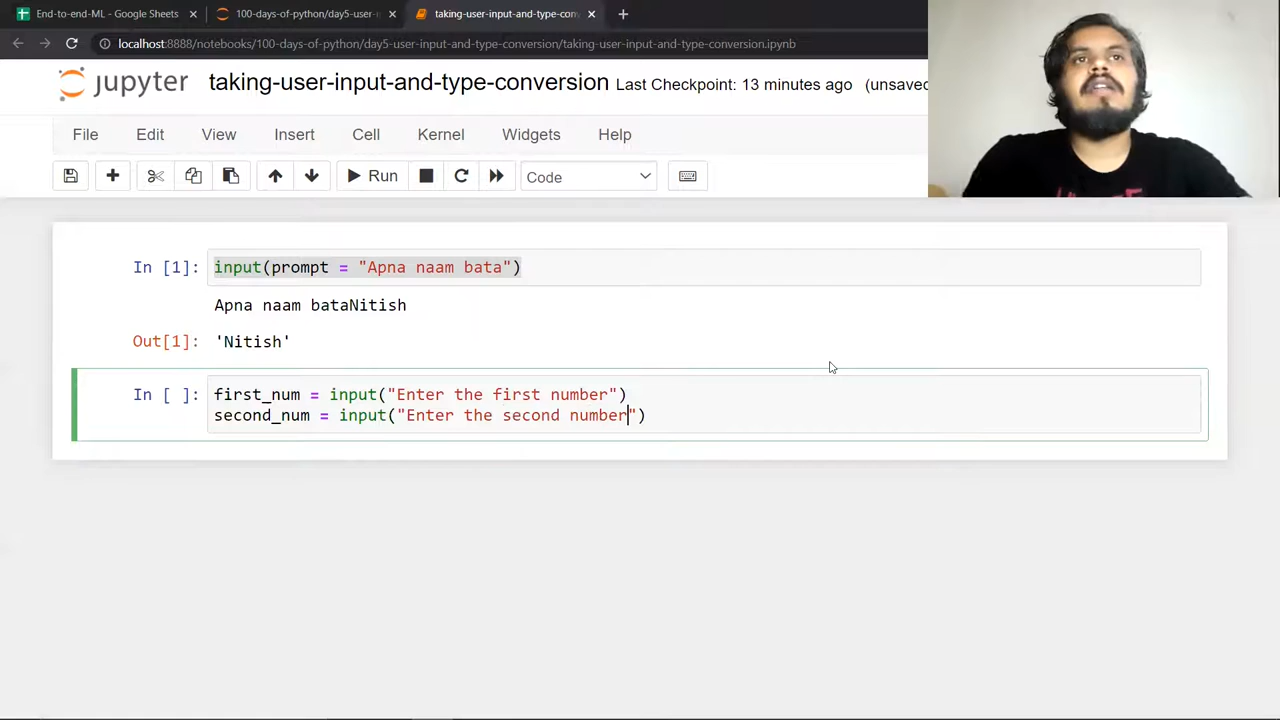 End-to-end-ML - Google Sheets
100-days-of-python/day5-user-in
taking-user-input-and-type-con
localhost:8888/notebooks/100-days-of-python/day5-user-input-and-type-conversion/taking-user-input-and-type-conversion.ipynb
jupyter taking-user-input-and-type-conversion Last Checkpoint: 13 minutes ago (unsaved
File Edit View Insert Cell Kernel Widgets Help
Run Code
In [1]: input(prompt = "Apna naam bata")
Apna naam bataNitish
Out[1]: 'Nitish'
In [ ]: first_num = input("Enter the first number")
second_num = input("Enter the second number")